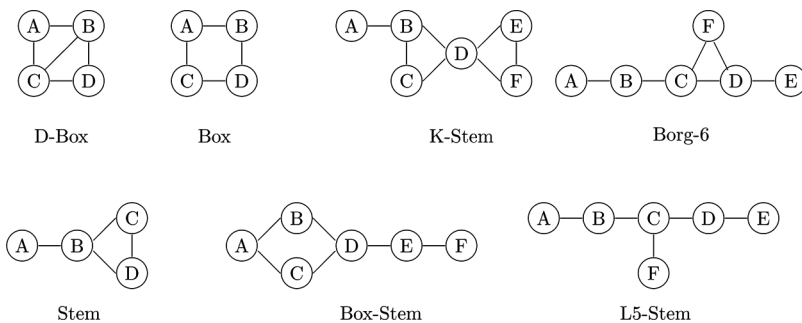 A B A B A B E F
D
C D C D C F A B C D E
D-Box Box K-Stem Borg-6
C B A B C D E
A B A D E F
D C F
Stem Box-Stem L5-Stem